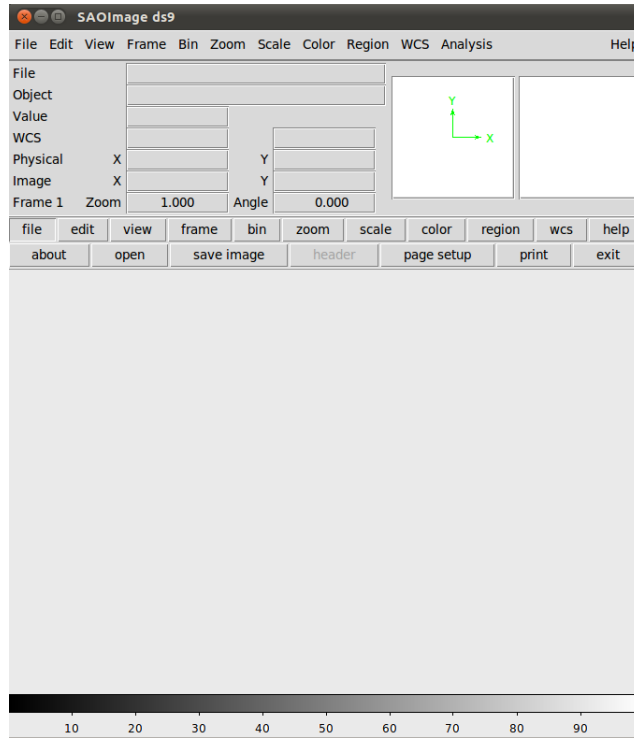 SAOImage ds9
File Edit View Frame Bin Zoom Scale Color Region WCS Analysis Help
File
Object
Value
WCS
Physical X Y
Image X Y
Frame 1 Zoom 1.000 Angle 0.000
Y
X
file edit view frame bin zoom scale color region wcs help
about open save image header page setup print exit
10 20 30 40 50 60 70 80 90